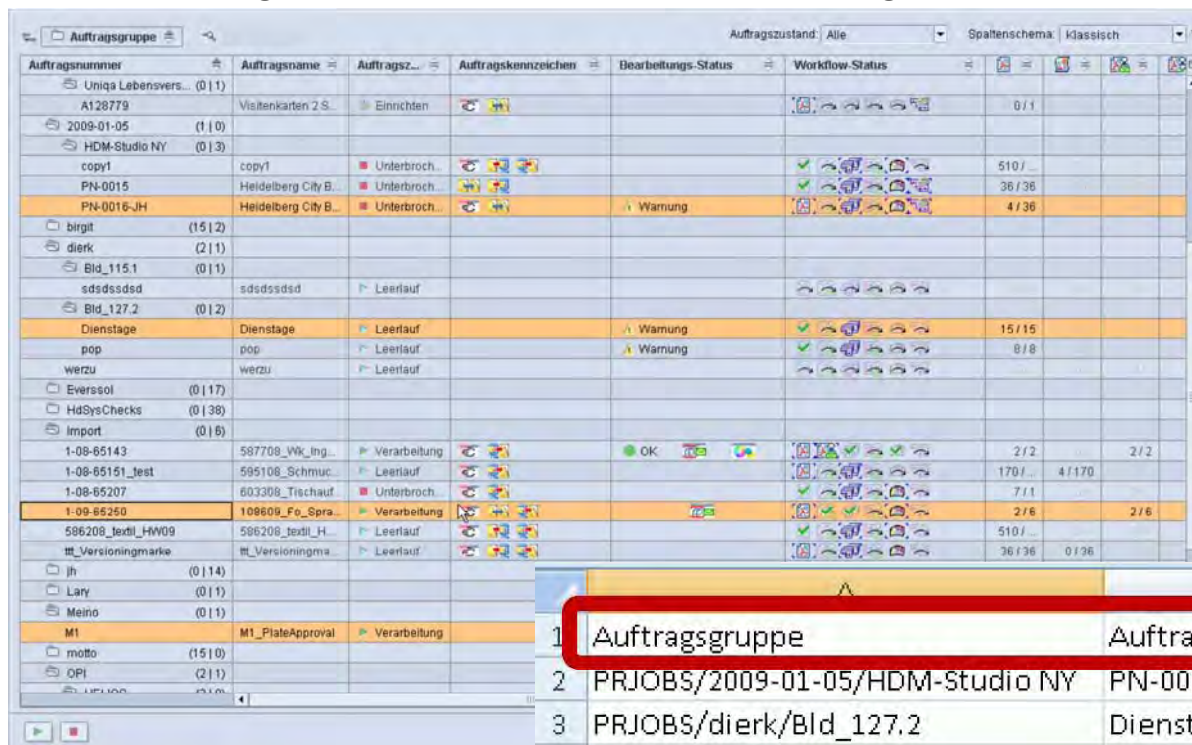 Auftragsgruppe Auftragszustand: Alle Spaltenschema: klassisch
Auftragsnummer Auftragsname Auftragsz... Auftragskennzeichen Bearbeitungs-Status Workflow-Status
Uniqa Lebensvers... (0|1)
A128779 Visitenkarten 2 S... Einrichten 0/1
2009-01-05 (1|0)
HDM-Studio NY (0|3)
copy1 copy1 Unterbroch... 510/...
PN-0015 Heidelberg City B... Unterbroch... 36/36
PN-0016-JH Heidelberg City B... Unterbroch... Warnung 4/36
birgit (15|2)
dierk (2|1)
Bld_115.1 (0|1)
sdsdssdsd sdsdssdsd Leerlauf
Bld_127.2 (0|2)
Dienstage Dienstage Leerlauf Warnung 15/15
pop pop Leerlauf Warnung 8/8
werzu werzu Leerlauf
Eversol (0|17)
HdSysChecks (0|38)
Import (0|6)
1-08-65143 587708_Wk_Ing... Verarbeitung OK 2/2 2/2
1-08-65151_test 595108_Schmuc... Leerlauf 170/... 4/170
1-08-65207 603308_Tischauf... Unterbroch... 7/1
1-09-65250 108609_Fo_Spra... Verarbeitung 2/6 2/6
586208_textil_HW09 586208_textil_H... Leerlauf 510/...
ttt_Versioningmarke ttt_Versioningma... Leerlauf 36/36 0/36
jh (0|14)
Lary (0|1)
Meino (0|1)
M1 M1_PlateApproval Verarbeitung
motto (15|0)
OPI (2|1)
A
1 Auftragsgruppe Auftra
2 PRJOBS/2009-01-05/HDM-Studio NY PN-00
3 PRJOBS/dierk/Bld_127.2 Dienst